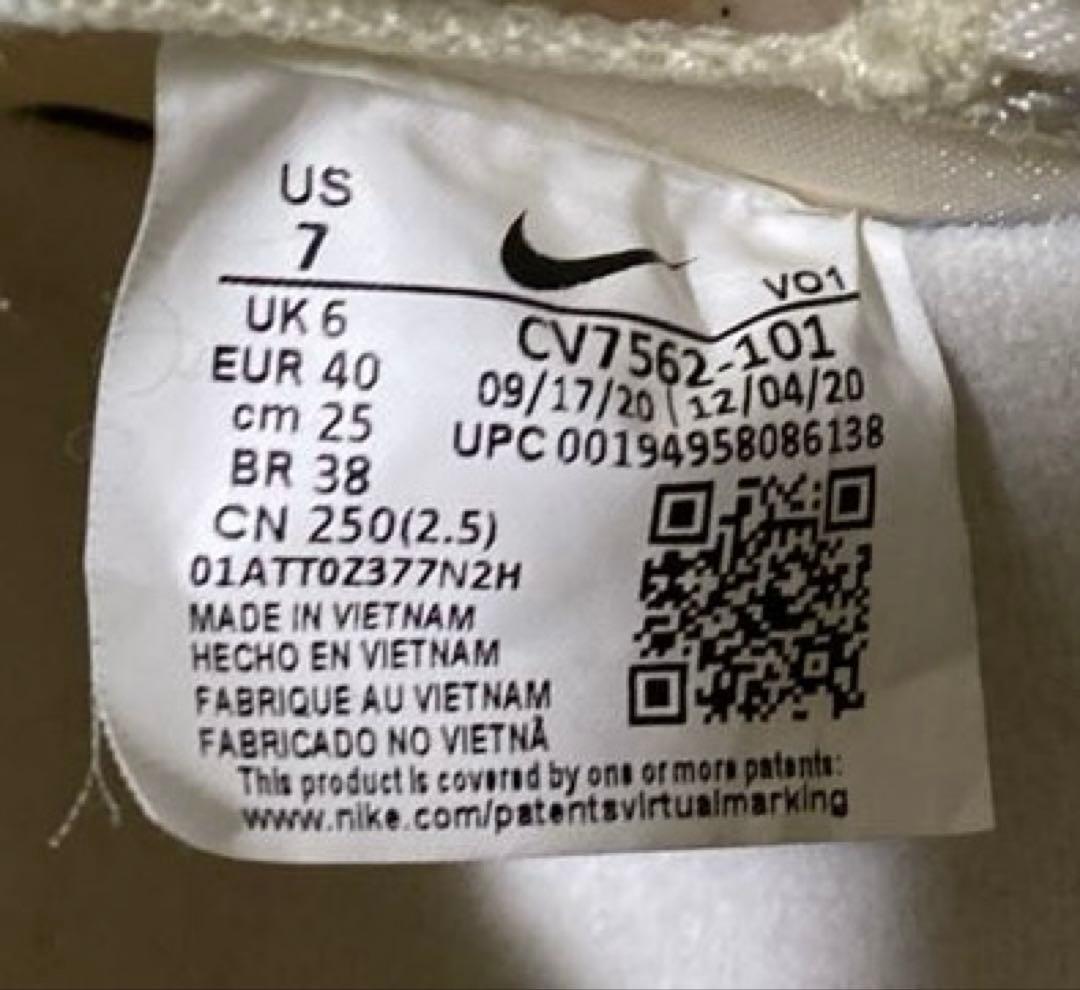 US
7
VO1
UK 6
EUR 40
cm 25
BR 38
CN 250(2.5)
CV7562-101
09/17/20 | 12/04/20
UPC 00194958086138
01ATT0Z377N2H
MADE IN VIETNAM
HECHO EN VIETNAM
FABRIQUE AU VIETNAM
FABRICADO NO VIETNÃ
This product is covered by one or more patents:
www.nike.com/patentsvirtualmarking